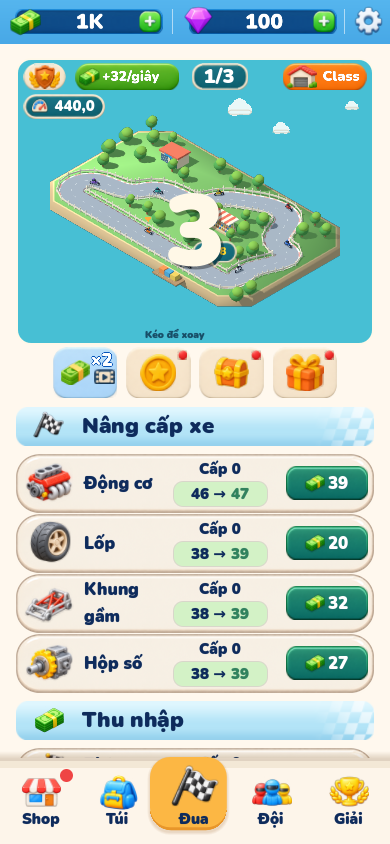 1K
100
+32/giây
1/3
Class
440,0
3
Kéo để xoay
x2
Nâng cấp xe
Động cơ
Cấp 0
46 → 47
39
Lốp
Cấp 0
38 → 39
20
Khung gầm
Cấp 0
38 → 39
32
Hộp số
Cấp 0
38 → 39
27
Thu nhập
Shop
Túi
Đua
Đội
Giải